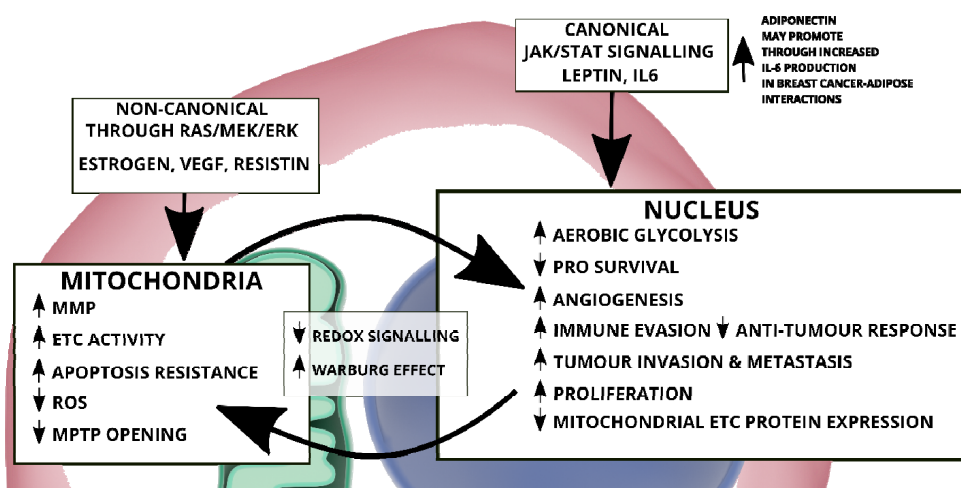 CANONICAL
JAK/STAT SIGNALLING
LEPTIN, IL6
ADIPONECTIN
MAY PROMOTE
THROUGH INCREASED
IL-6 PRODUCTION
IN BREAST CANCER-ADIPOSE
INTERACTIONS
NON-CANONICAL
THROUGH RAS/MEK/ERK
ESTROGEN, VEGF, RESISTIN
NUCLEUS
AEROBIC GLYCOLYSIS
PRO SURVIVAL
ANGIOGENESIS
IMMUNE EVASION ANTI-TUMOUR RESPONSE
TUMOUR INVASION & METASTASIS
PROLIFERATION
MITOCHONDRIAL ETC PROTEIN EXPRESSION
MITOCHONDRIA
MMP
ETC ACTIVITY
APOPTOSIS RESISTANCE
ROS
MPTP OPENING
REDOX SIGNALLING
WARBURG EFFECT